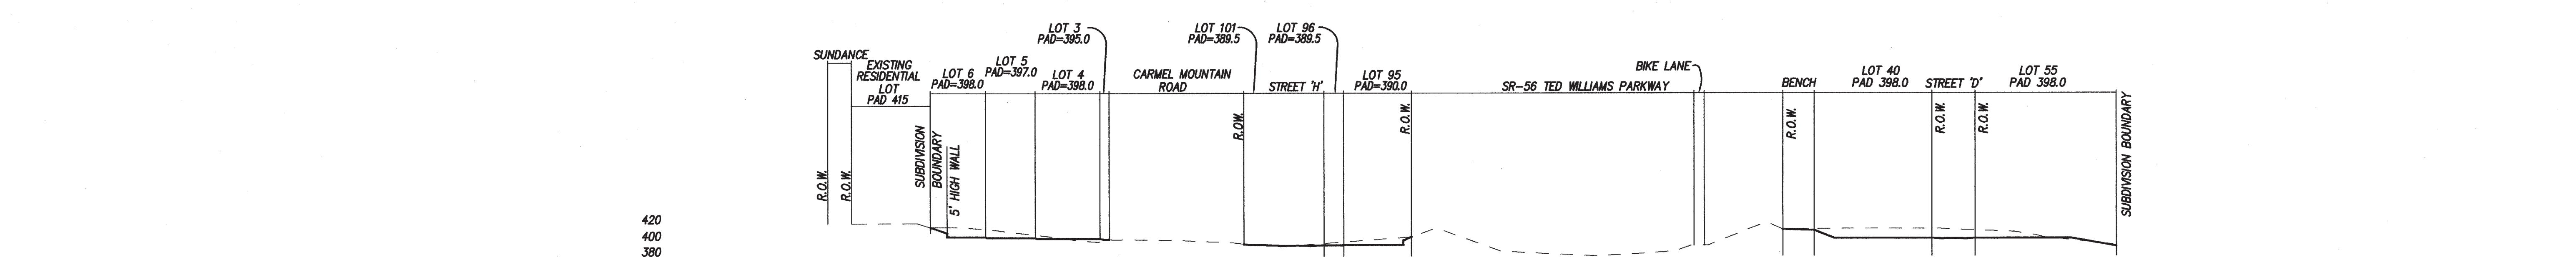 SUNDANCE
R.O.W.
R.O.W.
EXISTING
RESIDENTIAL
LOT
PAD 415
SUBDIVISION
BOUNDARY
5' HIGH WALL
LOT 6
PAD=398.0
LOT 5
PAD=397.0
LOT 4
PAD=398.0
LOT 3
PAD=395.0
CARMEL MOUNTAIN
ROAD
R.OW.
LOT 101
PAD=389.5
STREET 'H'
LOT 96
PAD=389.5
LOT 95
PAD=390.0
R.O.W.
SR-56 TED WILLIAMS PARKWAY
BIKE LANE
BENCH
R.O.W.
LOT 40
PAD 398.0
STREET 'D'
R.O.W.
R.O.W.
LOT 55
PAD 398.0
SUBDIVISION BOUNDARY
420
400
380